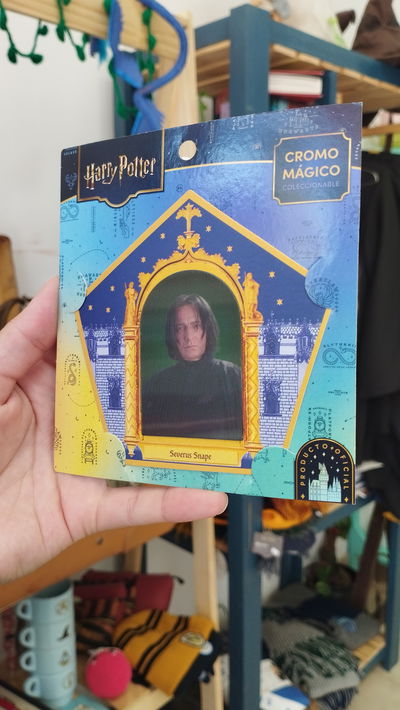 Harry Potter
CROMO
MÁGICO
COLECCIONABLE
Severus Snape
PRODUCTO OFICIAL